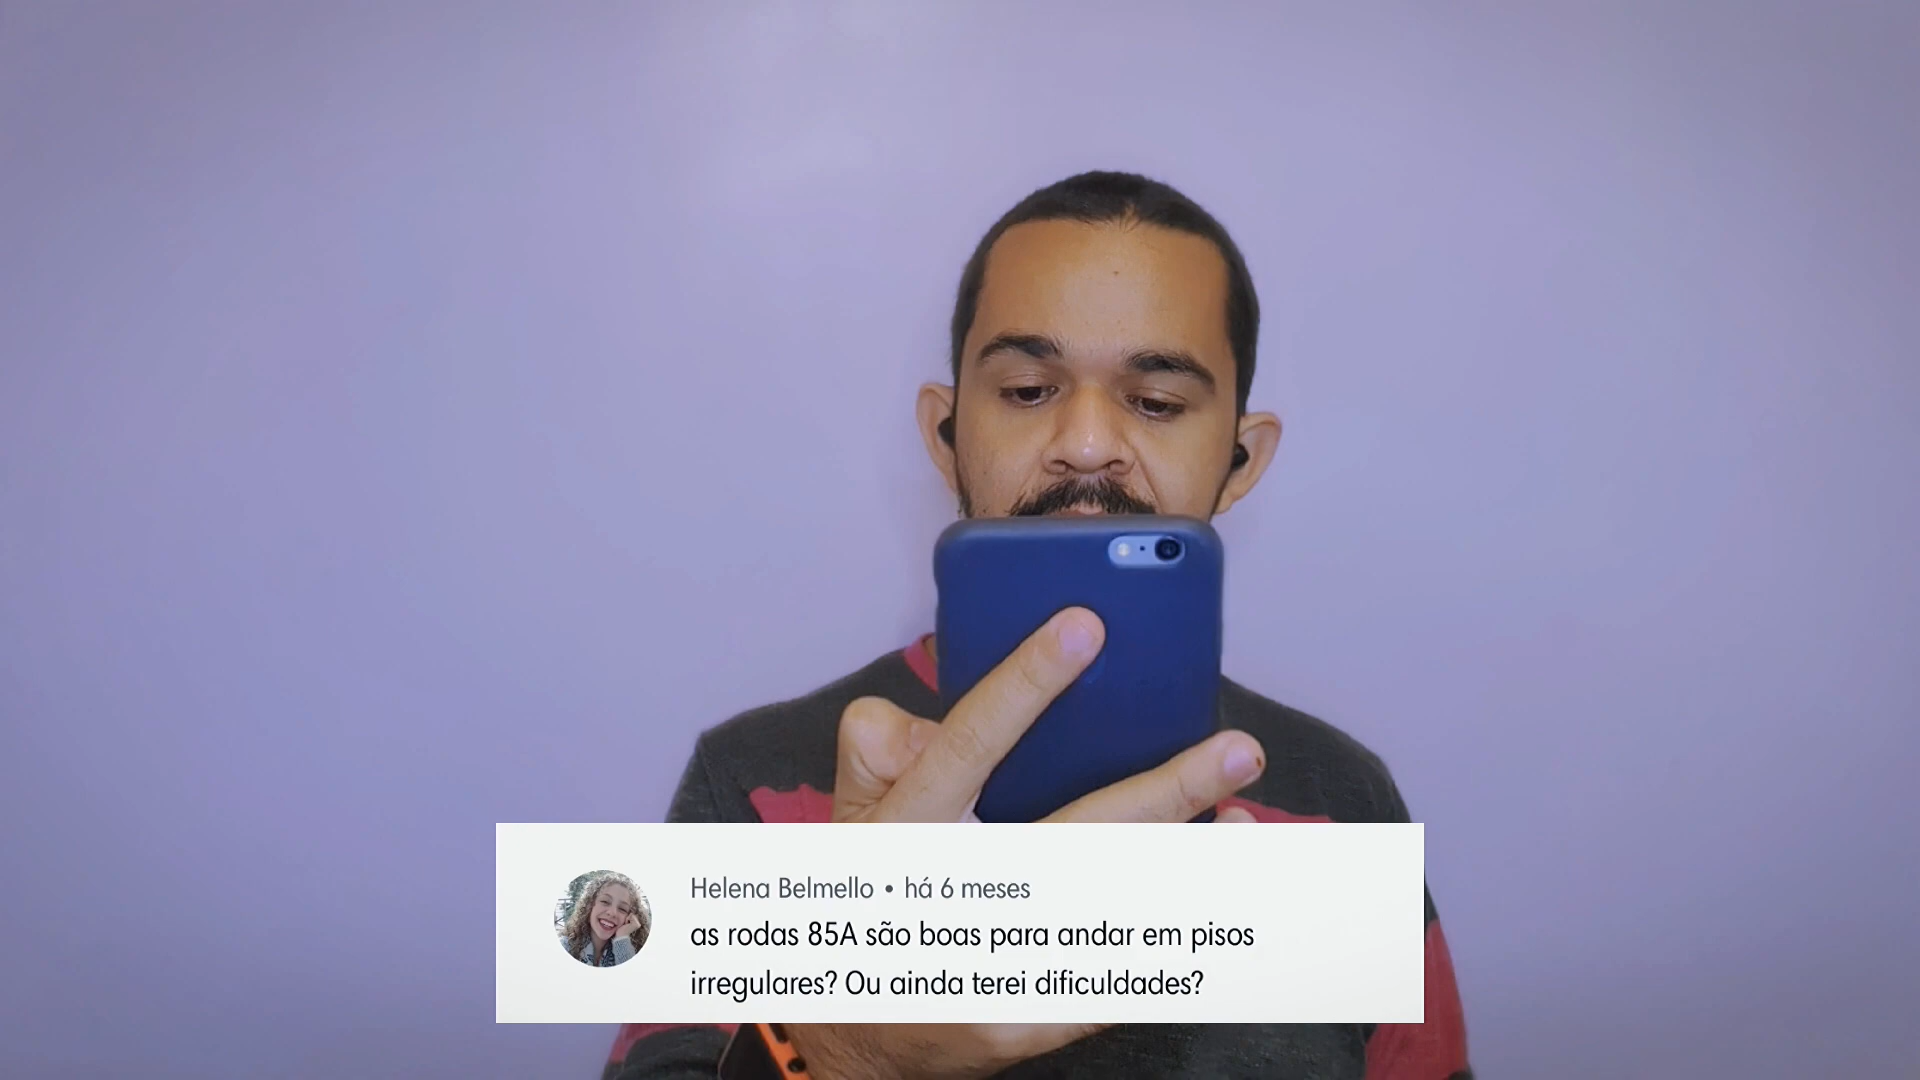 Helena Belmello • há 6 meses
as rodas 85A são boas para andar em pisos
irregulares? Ou ainda terei dificuldades?